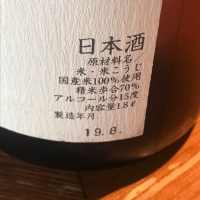 日本酒
原材料名
米・米こうじ
国産米100%使用
精米歩合70%
アルコール分15度
内容量1.8ℓ
製造年月
19.8.